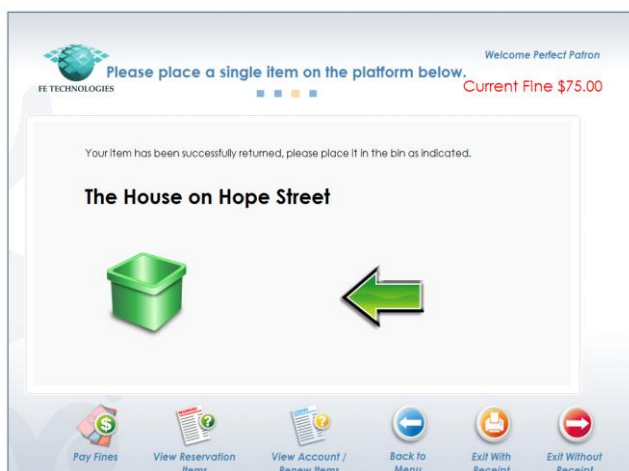 Welcome Perfect Patron
Please place a single item on the platform below.
FE TECHNOLOGIES
Current Fine $75.00
Your item has been successfully returned, please place it in the bin as indicated.
The House on Hope Street
Pay Fines
View Reservation
Items
View Account /
Renew Items
Back to
Menu
Exit With
Receipt
Exit Without
Receipt